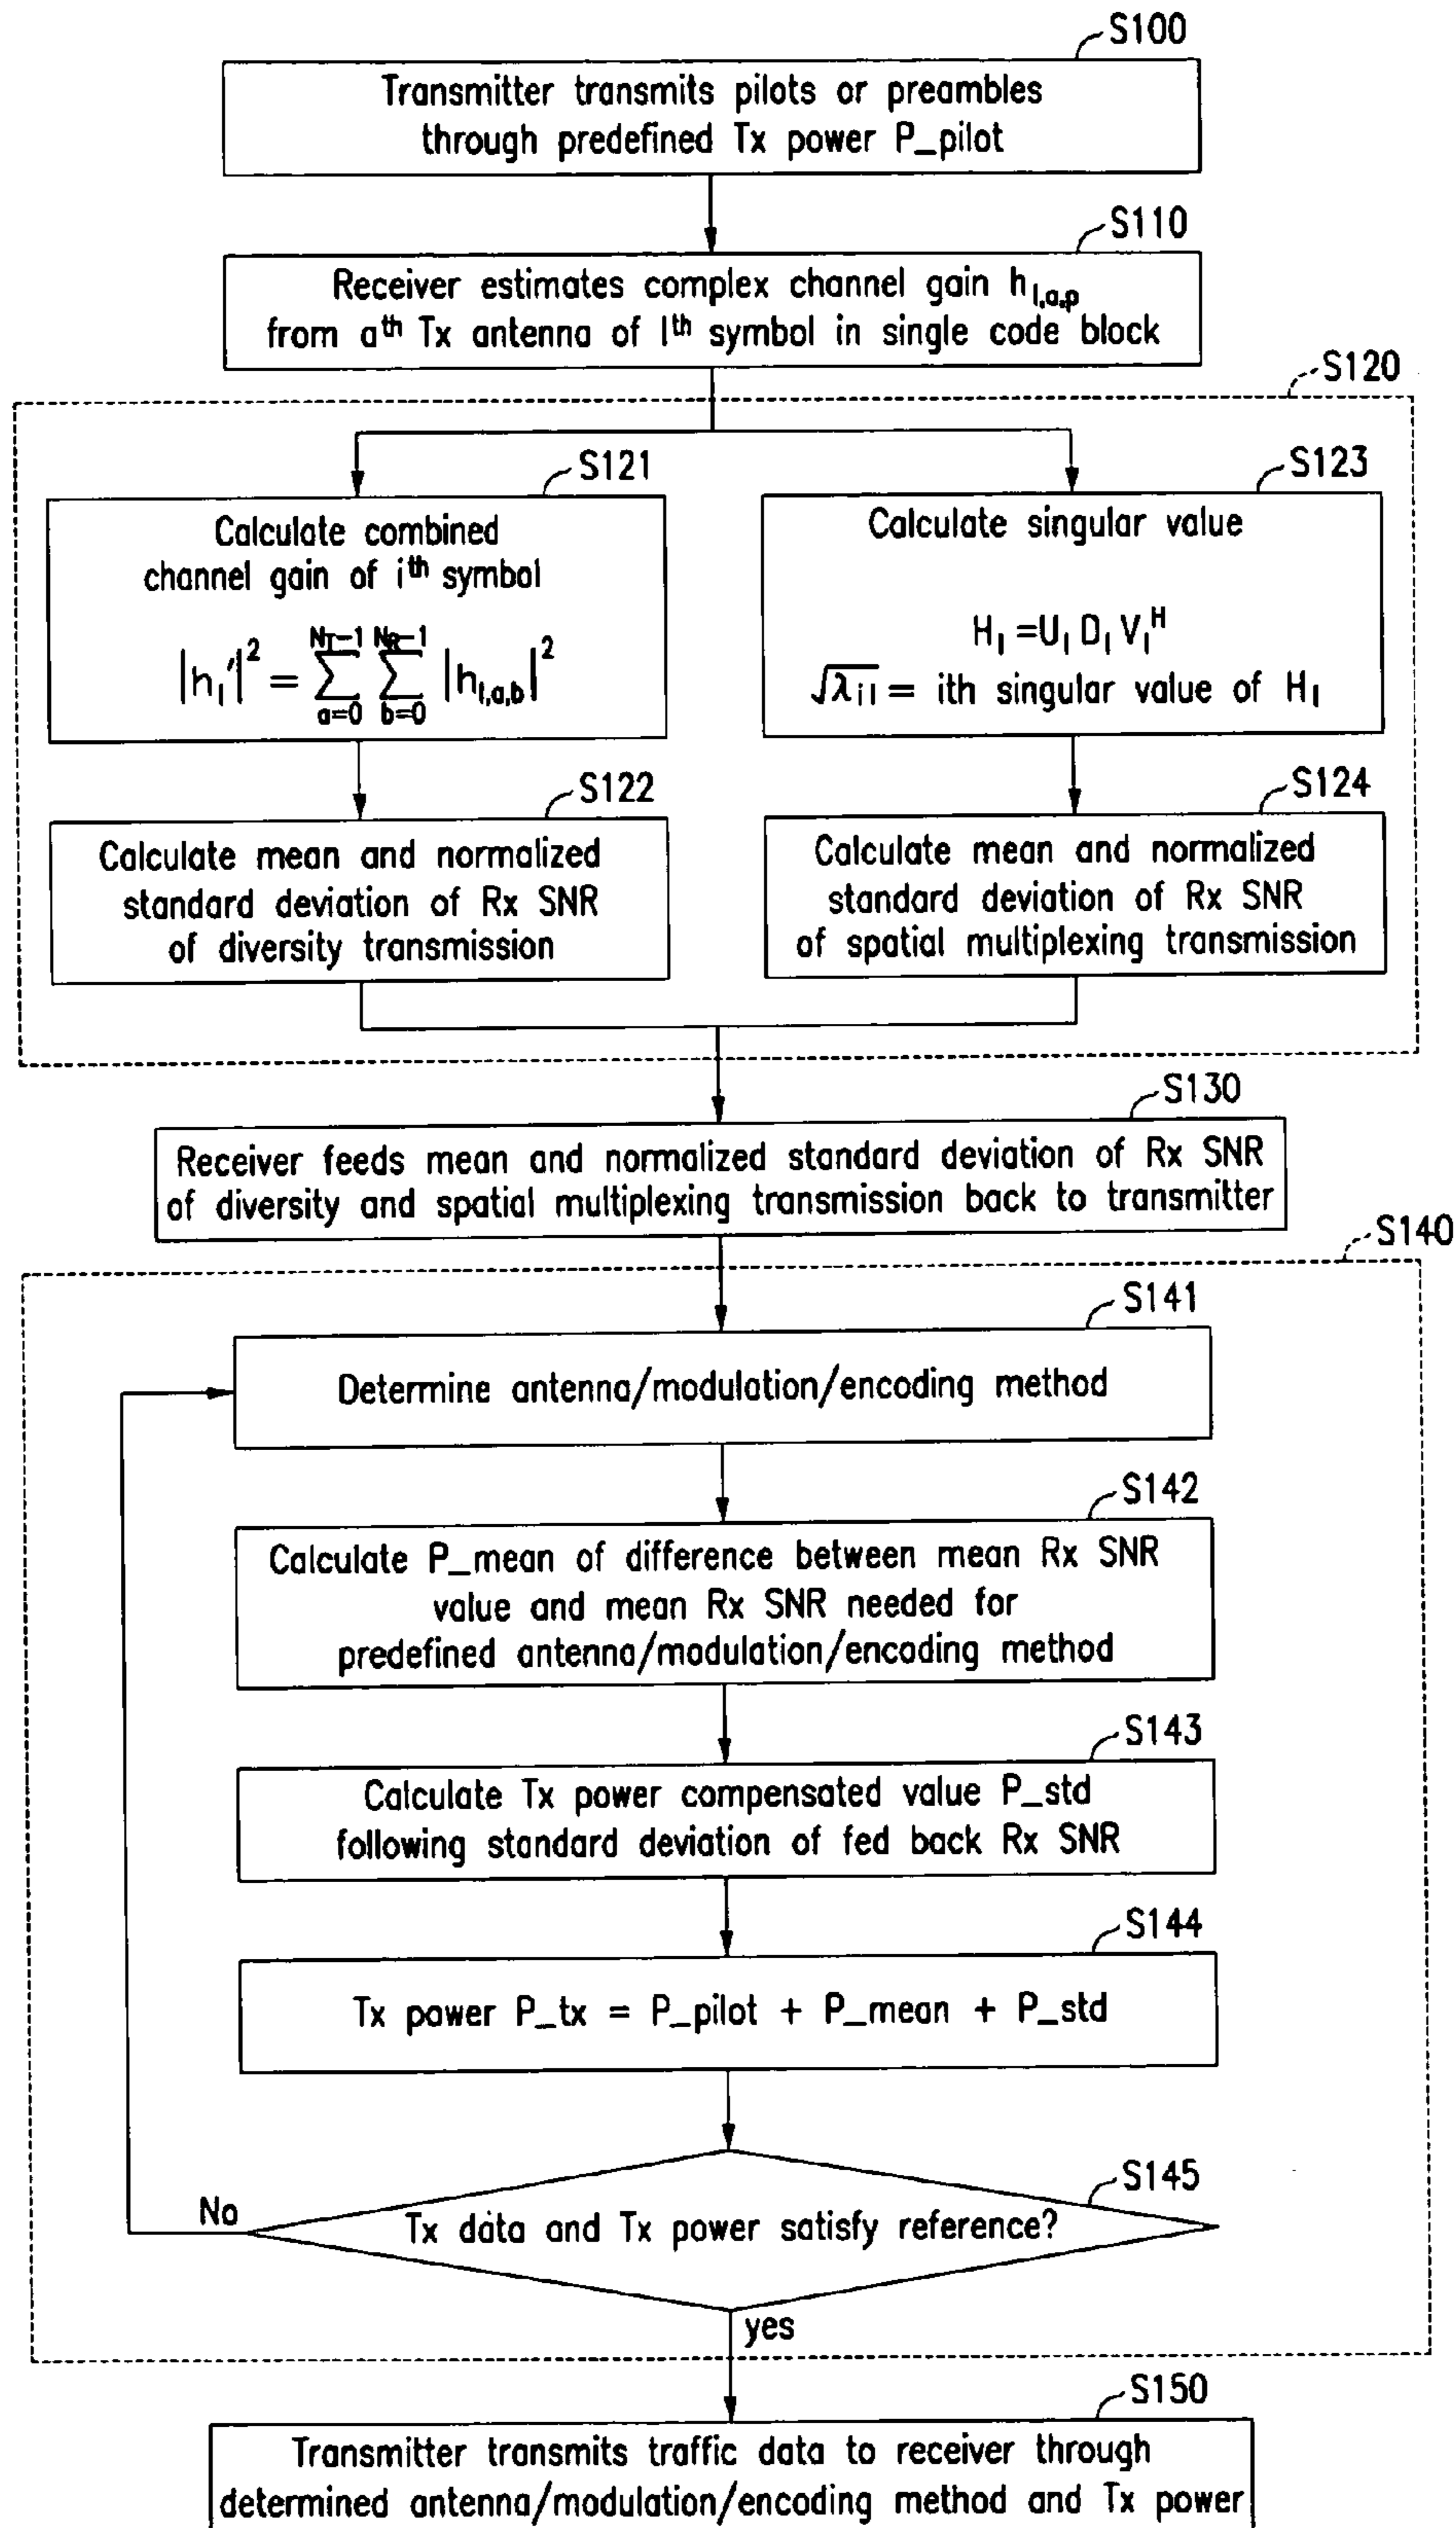 S100
Transmitter transmits pilots or preambles
through predefined Tx power P_pilot
S110
Receiver estimates complex channel gain h_{l,a,p}
from a^{th} Tx antenna of l^{th} symbol in single code block
S120
S121
Calculate combined
channel gain of i^{th} symbol
|h_l'|^2 = \sum_{a=0}^{N_T-1} \sum_{b=0}^{N_R-1} |h_{l,a,b}|^2
S123
Calculate singular value
H_l = U_l D_l V_l^H
\sqrt{λ_{il}} = ith singular value of H_l
S122
Calculate mean and normalized
standard deviation of Rx SNR
of diversity transmission
S124
Calculate mean and normalized
standard deviation of Rx SNR
of spatial multiplexing transmission
S130
Receiver feeds mean and normalized standard deviation of Rx SNR
of diversity and spatial multiplexing transmission back to transmitter
S140
S141
Determine antenna/modulation/encoding method
S142
Calculate P_mean of difference between mean Rx SNR
value and mean Rx SNR needed for
predefined antenna/modulation/encoding method
S143
Calculate Tx power compensated value P_std
following standard deviation of fed back Rx SNR
S144
Tx power P_tx = P_pilot + P_mean + P_std
S145
No
Tx data and Tx power satisfy reference?
yes
S150
Transmitter transmits traffic data to receiver through
determined antenna/modulation/encoding method and Tx power